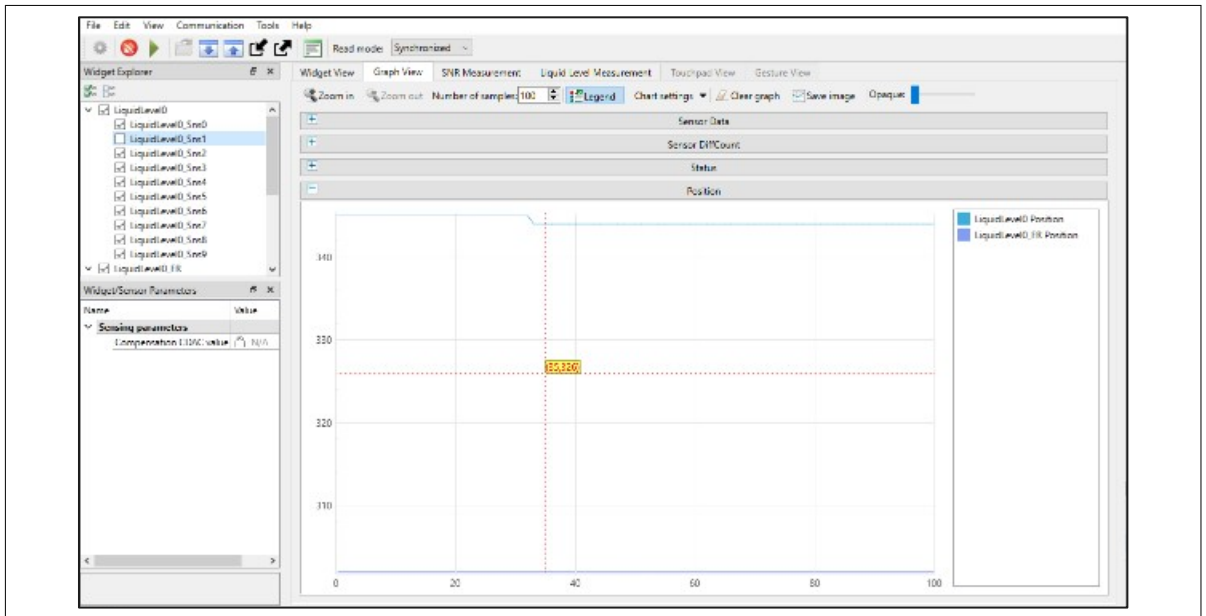 File Edit View Communication Tools Help
Read mode: Synchronized
Widget Explorer
LiquidLevel0
LiquidLevel0_Sns0
LiquidLevel0_Sns1
LiquidLevel0_Sns2
LiquidLevel0_Sns3
LiquidLevel0_Sns4
LiquidLevel0_Sns5
LiquidLevel0_Sns6
LiquidLevel0_Sns7
LiquidLevel0_Sns8
LiquidLevel0_Sns9
LiquidLevel0_FR
Widget/Sensor Parameters
Name Value
Sensing parameters
Compensation CDAC value N/A
Widget View Graph View SNR Measurement Liquid Level Measurement Touchpad View Gesture View
Zoom in Zoom out Number of samples: 100 Legend Chart settings Clear graph Save image Opaque:
Sensor Data
Sensor DiffCount
Status
Position
340
330
(35,326)
320
310
0 20 40 60 80 100
LiquidLevel0 Position
LiquidLevel0_FR Position